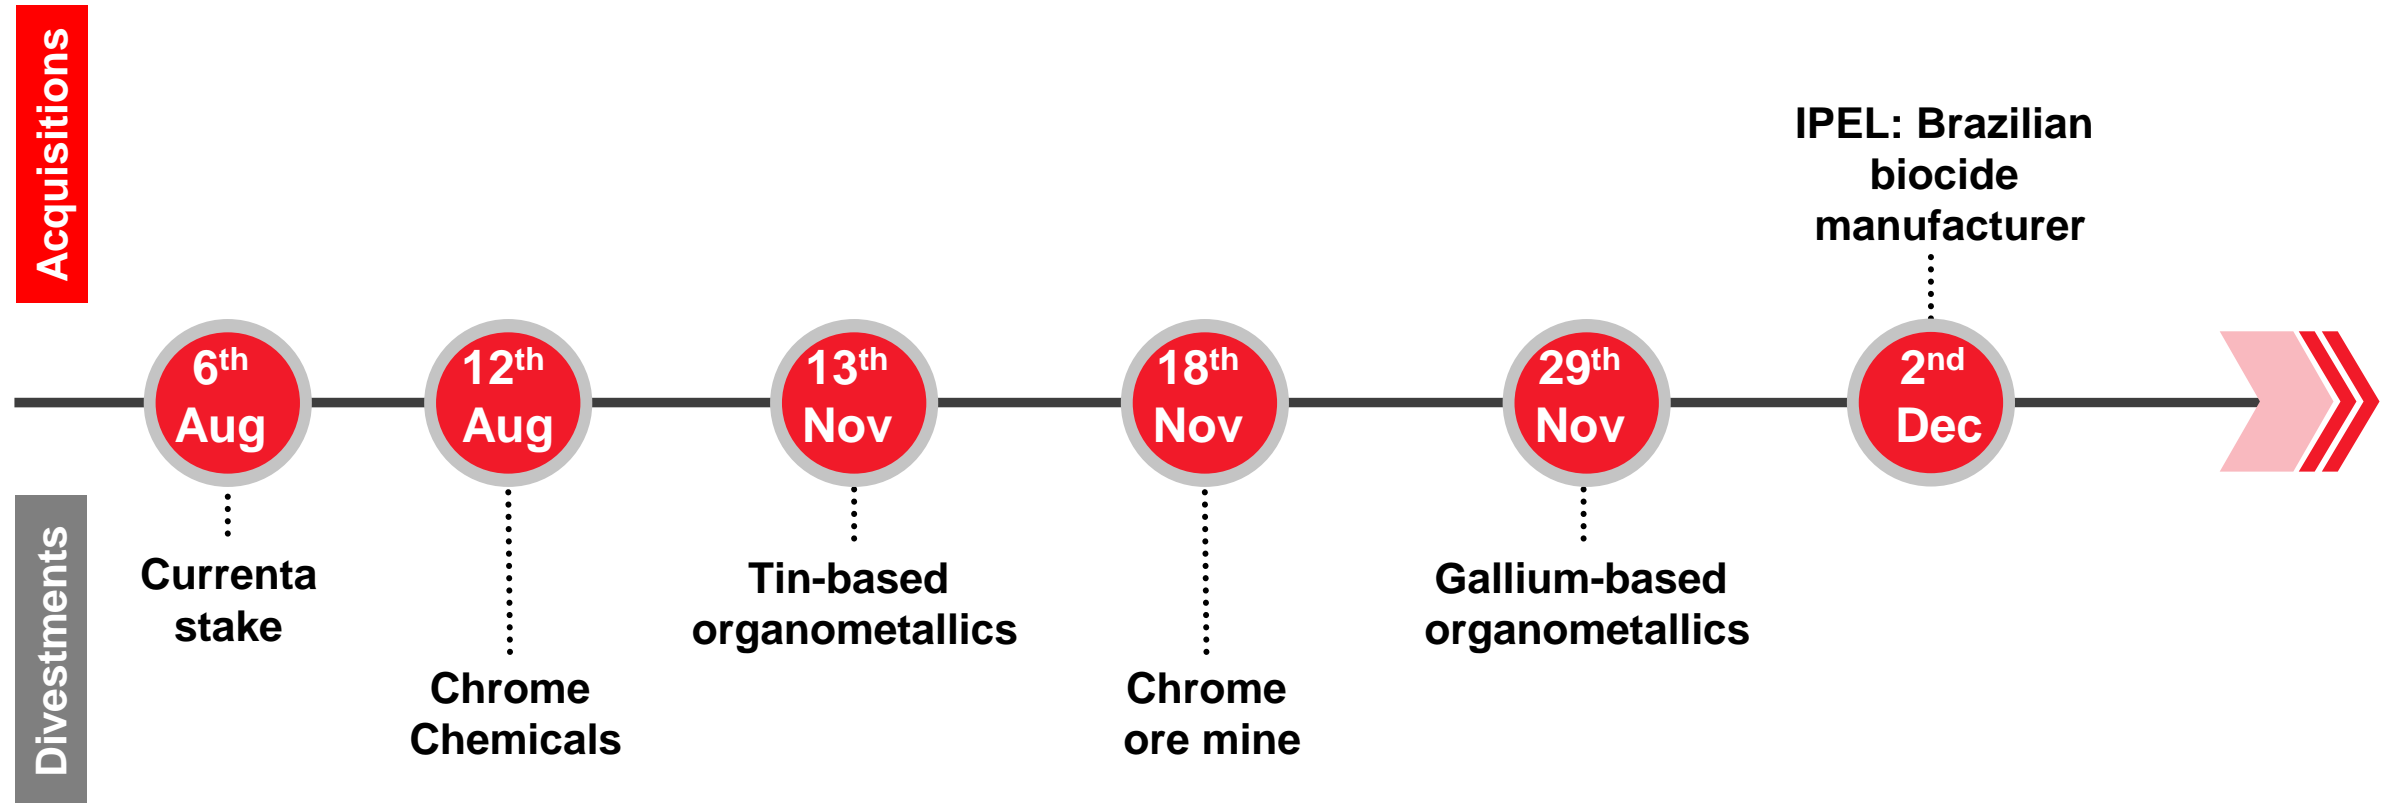 Acquisitions
IPEL: Brazilian
biocide
manufacturer
6th
Aug
12th
Aug
13th
Nov
18th
Nov
29th
Nov
2nd
Dec
Divestments
Currenta
stake
Chrome
Chemicals
Tin-based
organometallics
Chrome
ore mine
Gallium-based
organometallics